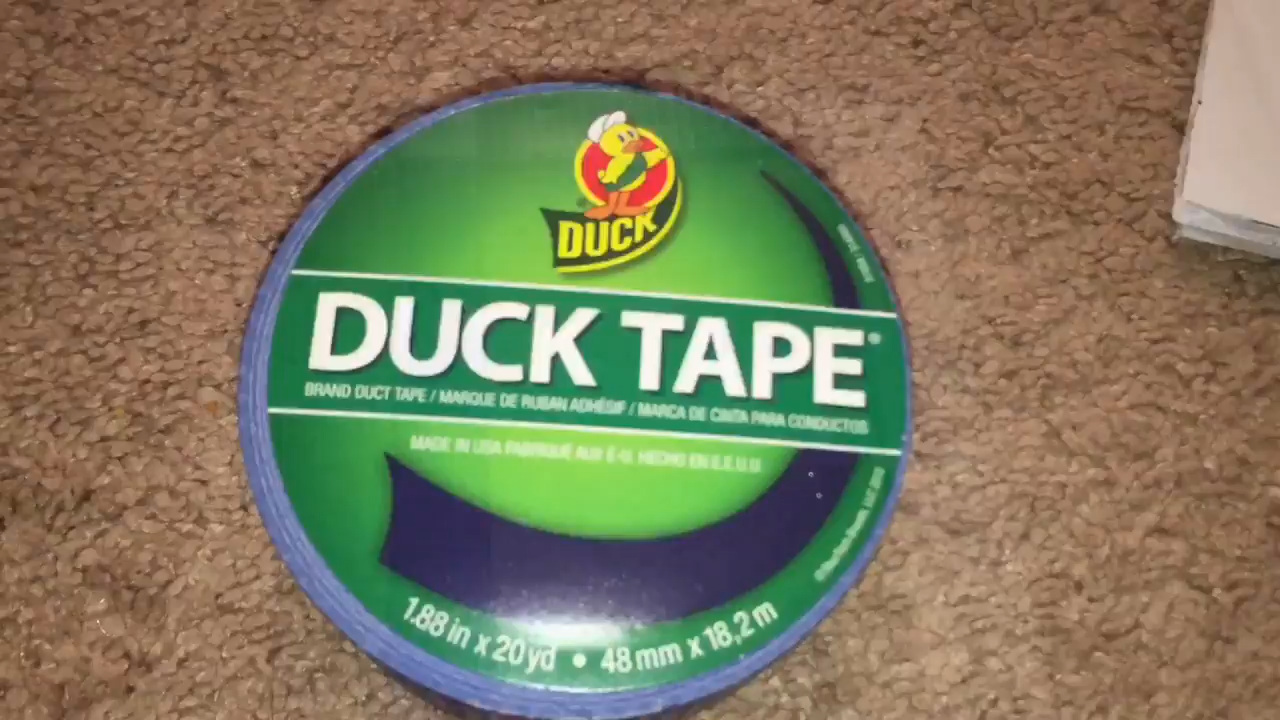 DUCK
DUCK TAPE®
BRAND DUCT TAPE / MARQUE DE RUBAN ADHÉSIF / MARCA DE CINTA PARA CONDUCTOS
MADE IN USA FABRIQUÉ AUX É-U. HECHO EN E.E.U.U.
1.88 in x 20 yd • 48 mm x 18,2 m